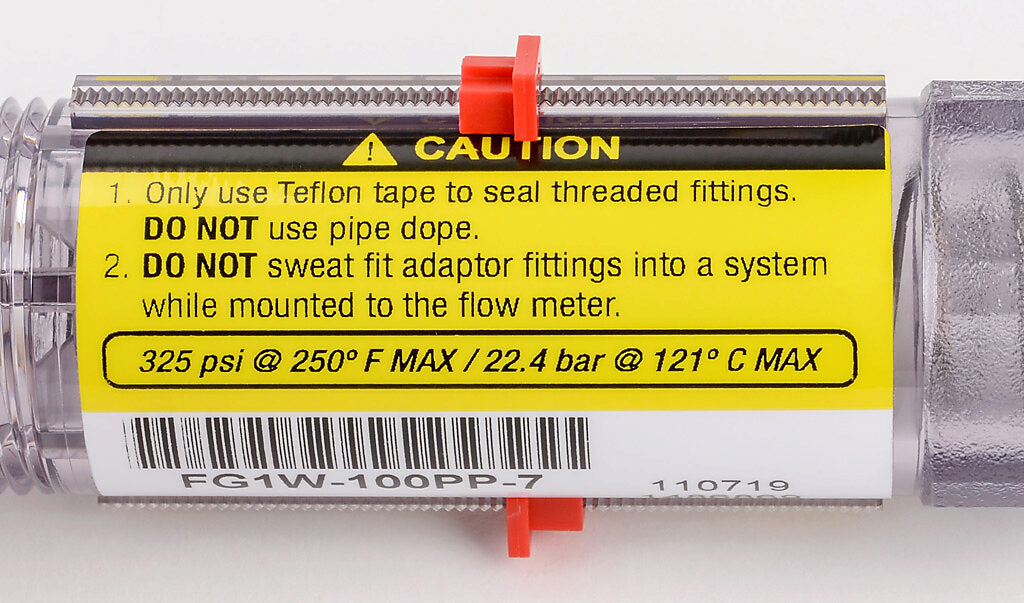 CAUTION
1. Only use Teflon tape to seal threaded fittings.
DO NOT use pipe dope.
2. DO NOT sweat fit adaptor fittings into a system
while mounted to the flow meter.
325 psi @ 250º F MAX / 22.4 bar @ 121º C MAX
FG1W-100PP-7
110719